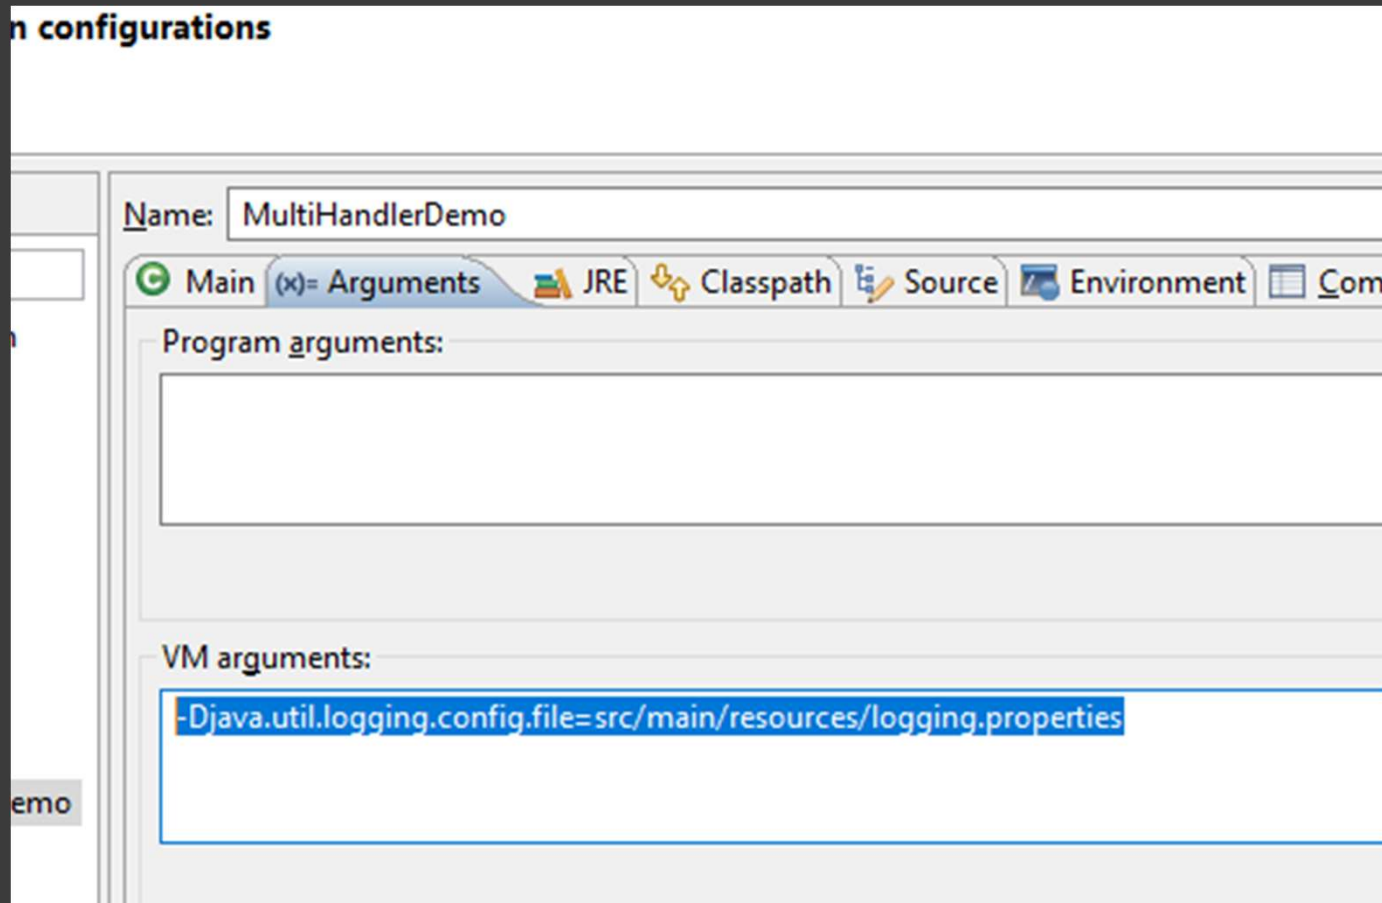 n configurations
Name: MultiHandlerDemo
Main (x)= Arguments JRE Classpath Source Environment Com
Program arguments:
VM arguments:
-Djava.util.logging.config.file=src/main/resources/logging.properties
emo